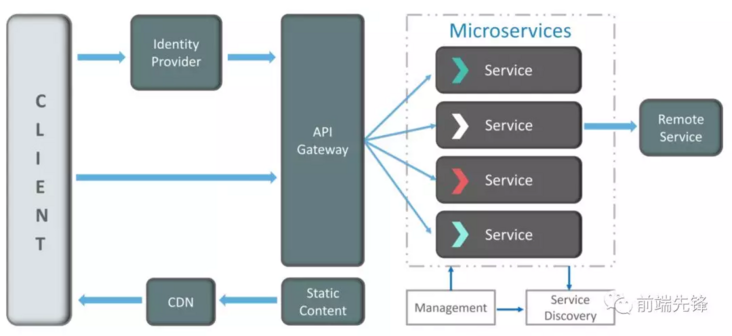 CLIENT
Identity
Provider
API
Gateway
Microservices
Service
Service
Service
Service
Remote
Service
CDN
Static
Content
Management
Service
Discovery
前端先锋